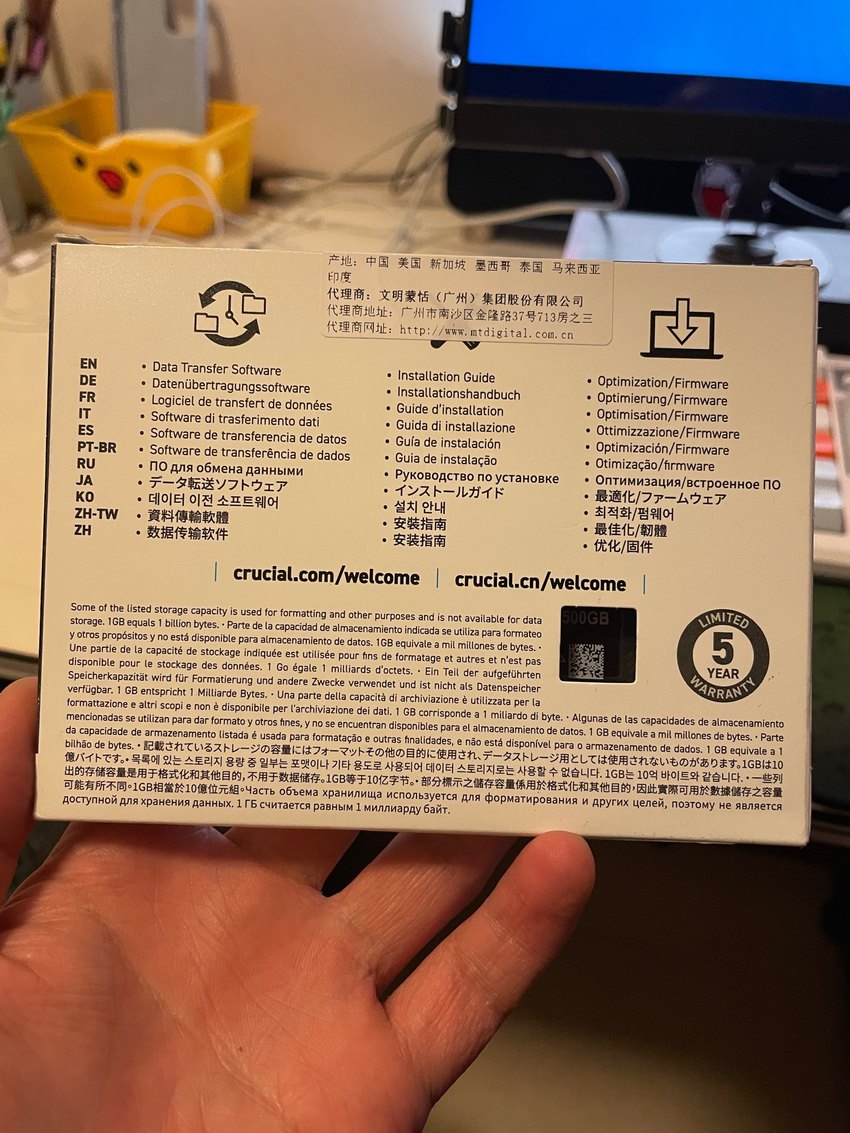 产地: 中国 美国 新加坡 墨西哥 泰国 马来西亚
印度
代理商: 文明蒙恬（广州）集团股份有限公司
代理商地址: 广州市南沙区金隆路37号713房之三
代理商网址: http://www.mtdigital.com.cn
EN
DE
FR
IT
ES
PT-BR
RU
JA
KO
ZH-TW
ZH
• Data Transfer Software
• Datenübertragungssoftware
• Logiciel de transfert de données
• Software di trasferimento dati
• Software de transferencia de datos
• Software de transferência de dados
• ПО для обмена данными
• データ転送ソフトウェア
• 데이터 이전 소프트웨어
• 資料傳輸軟體
• 数据传输软件
• Installation Guide
• Installationshandbuch
• Guide d'installation
• Guida di installazione
• Guía de instalación
• Guia de instalação
• Руководство по установке
• インストールガイド
• 설치 안내
• 安裝指南
• 安装指南
• Optimization/Firmware
• Optimierung/Firmware
• Optimisation/Firmware
• Ottimizzazione/Firmware
• Optimización/Firmware
• Otimização/firmware
• Оптимизация/встроенное ПО
• 最適化/ファームウェア
• 최적화/펌웨어
• 最佳化/韌體
• 优化/固件
crucial.com/welcome | crucial.cn/welcome
Some of the listed storage capacity is used for formatting and other purposes and is not available for data
storage. 1GB equals 1 billion bytes. · Parte de la capacidad de almacenamiento indicada se utiliza para formateo
y otros propósitos y no está disponible para almacenamiento de datos. 1GB equivale a mil millones de bytes. ·
Une partie de la capacité de stockage indiquée est utilisée pour fins de formatage et autres et n'est pas
disponible pour le stockage des données. 1 Go égale 1 milliards d'octets. · Ein Teil der aufgeführten
Speicherkapazität wird für Formatierung und andere Zwecke verwendet und ist nicht als Datenspeicher
verfügbar. 1 GB entspricht 1 Milliarde Bytes. · Una parte della capacità di archiviazione è utilizzata per la
formattazione e altri scopi e non è disponibile per l'archiviazione dei dati. 1 GB corrisponde a 1 miliardo di byte. · Algunas de las capacidades de almacenamiento
mencionadas se utilizan para dar formato y otros fines, y no se encuentran disponibles para el almacenamiento de datos. 1 GB equivale a mil millones de bytes. · Parte
da capacidade de armazenamento listada é usada para formatação e outras finalidades, e não está disponível para o armazenamento de dados. 1 GB equivale a 1
bilhão de bytes. · 記載されているストレージの容量にはフォーマットその他の目的に使用され、データストレージ用としては使用されないものがあります。1GBは10
億バイトです。· 목록에 있는 스토리지 용량 중 일부는 포맷이나 기타 용도로 사용되어 데이터 스토리지로는 사용할 수 없습니다. 1GB는 10억 바이트와 같습니다. · 一些列
出的存储容量是用于格式化和其他目的, 不用于数据储存。1GB等于10亿字节。· 部分標示之儲存容量係用於格式化和其他目的，因此實際可用於數據儲存之容量
可能有所不同。1GB相當於10億位元組。Часть объема хранилища используется для форматирования и других целей, поэтому не является
доступной для хранения данных. 1 ГБ считается равным 1 миллиарду байт.
500GB
LIMITED
5
YEAR
WARRANTY